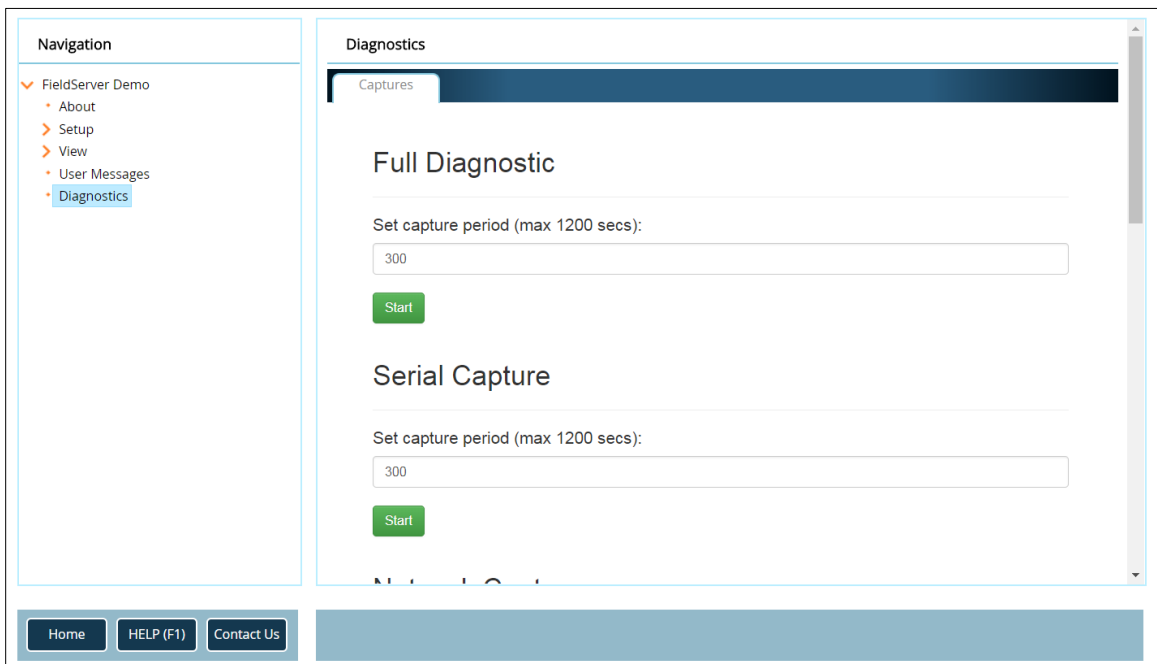 Navigation
FieldServer Demo
About
Setup
View
User Messages
Diagnostics
Diagnostics
Captures
Full Diagnostic
Set capture period (max 1200 secs):
300
Start
Serial Capture
Set capture period (max 1200 secs):
300
Start
Home
HELP (F1)
Contact Us